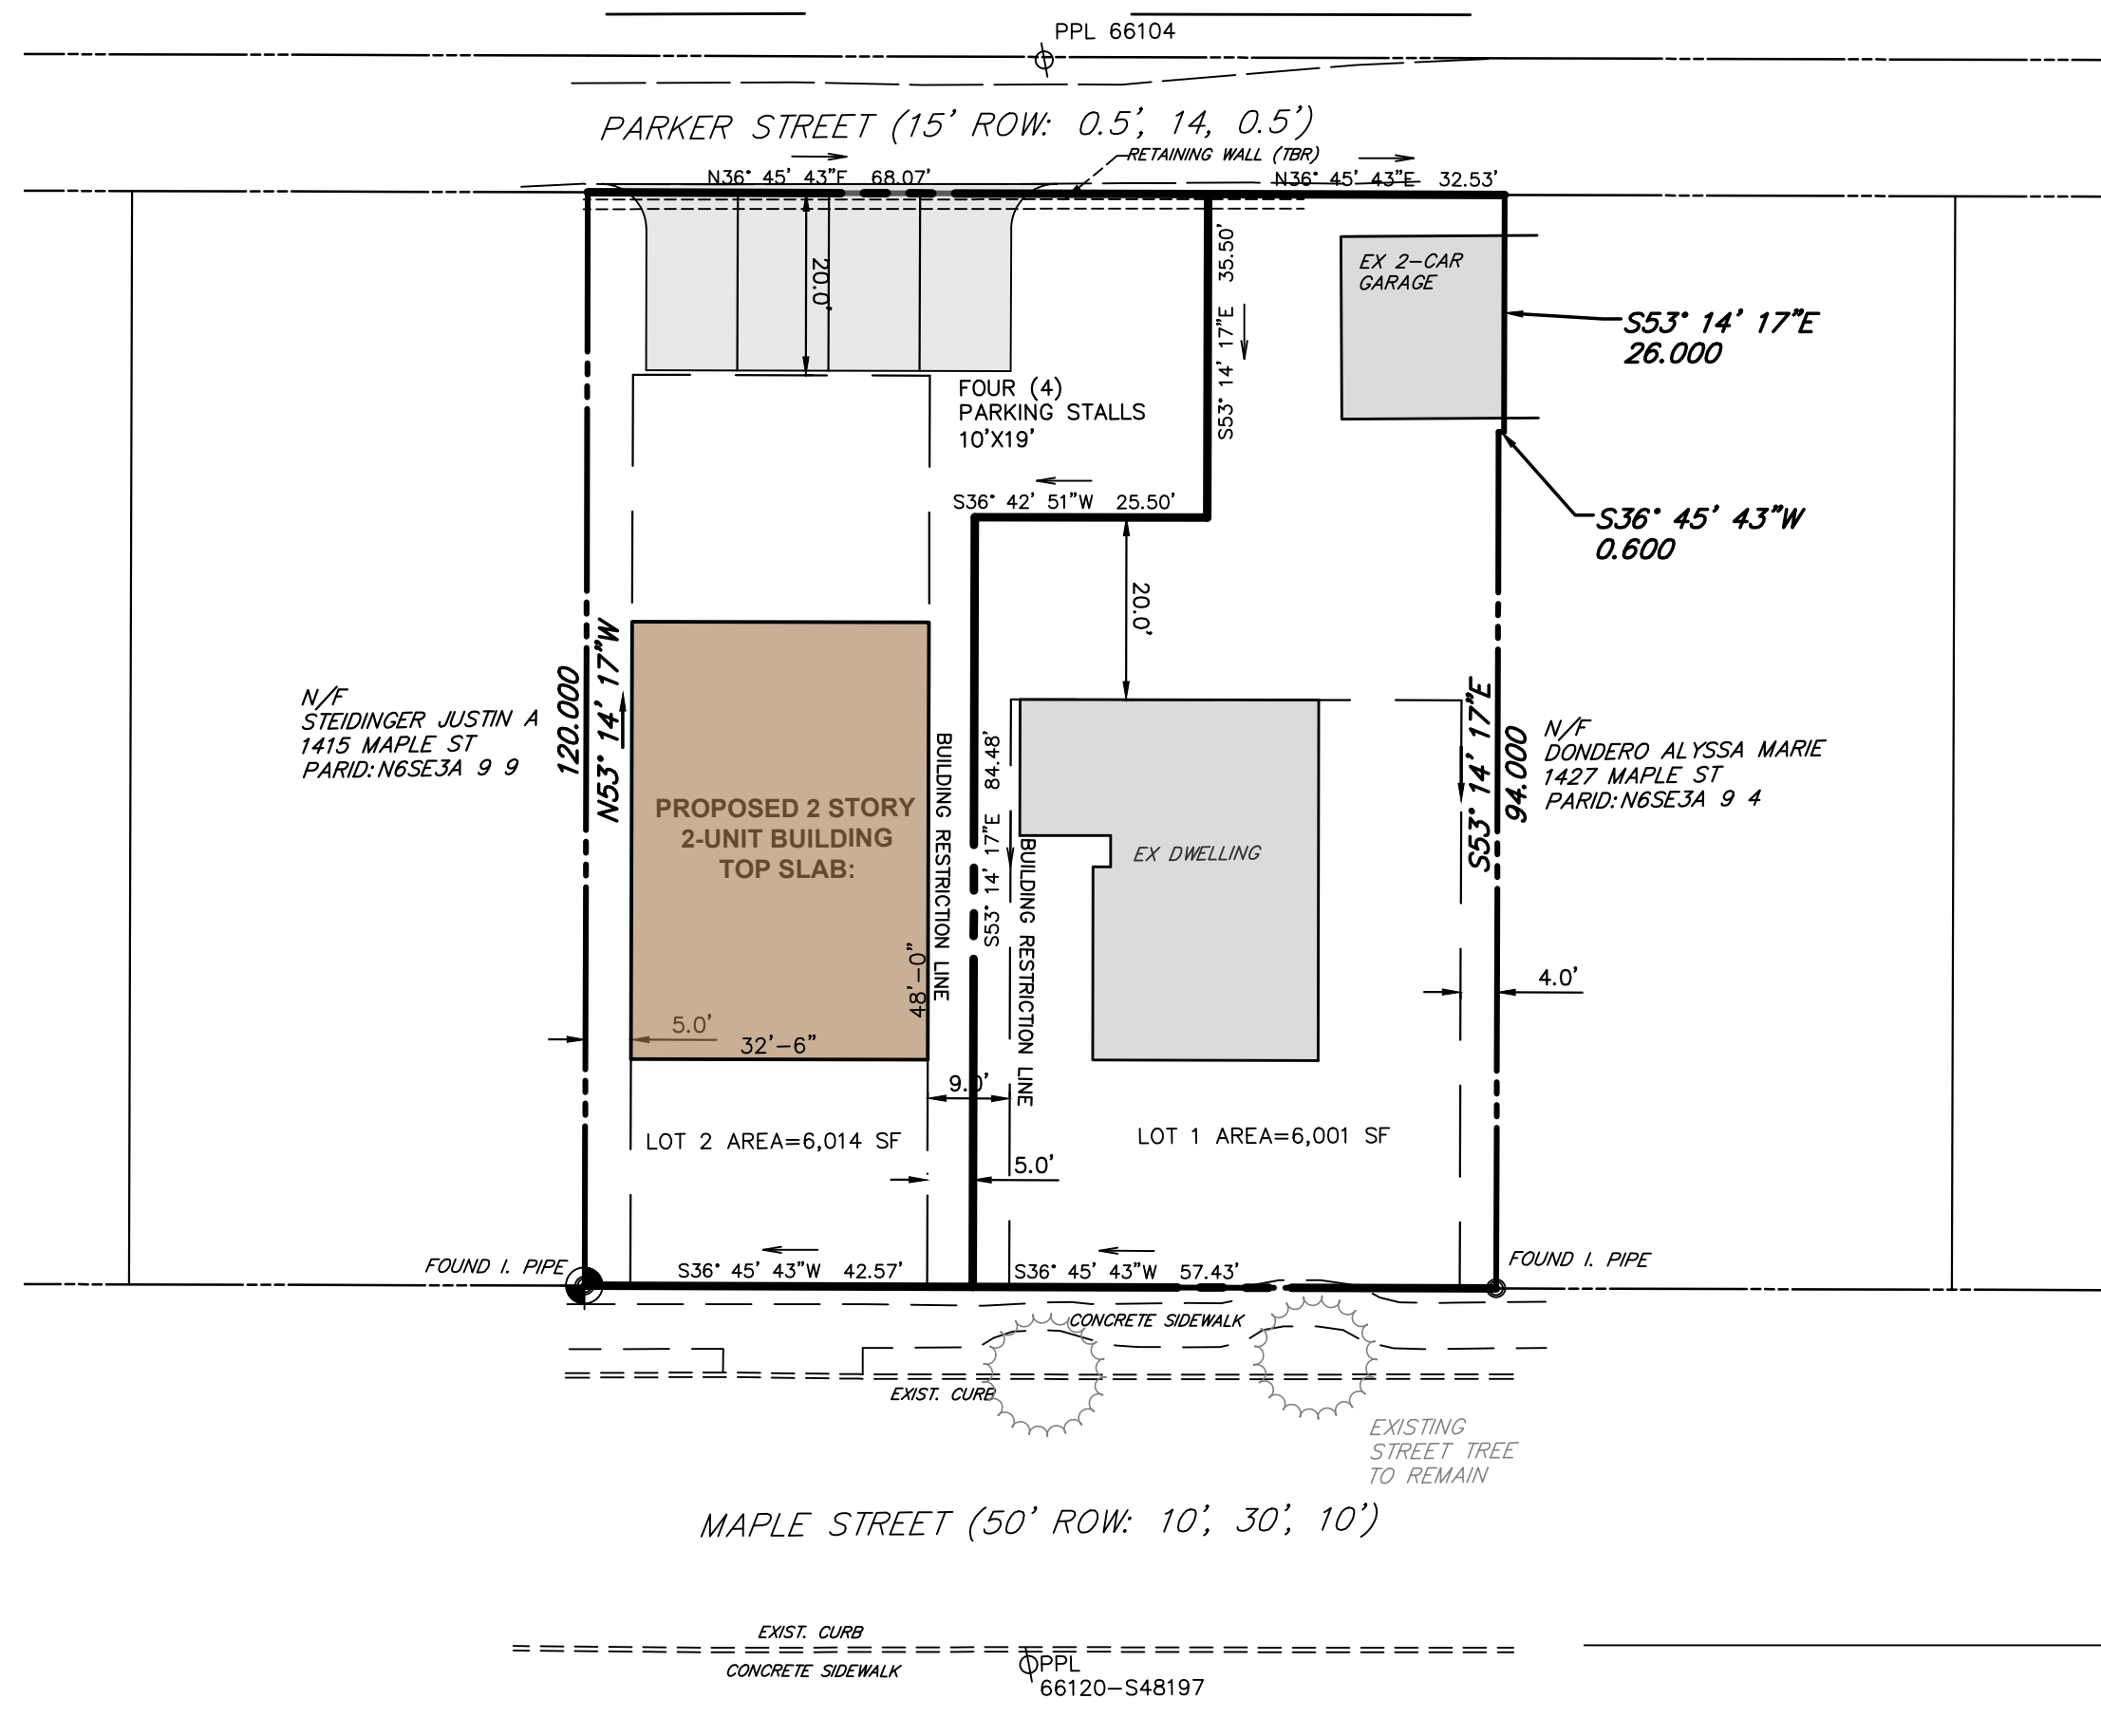 PPL 66104
PARKER STREET (15' ROW: 0.5', 14, 0.5')
RETAINING WALL (TBR)
N36° 45' 43"E 68.07'
N36° 45' 43"E 32.53'
20.0'
S53° 14' 17"E 35.50'
EX 2-CAR
GARAGE
S53° 14' 17"E
26.000
FOUR (4)
PARKING STALLS
10'X19'
S36° 42' 51"W 25.50'
S36° 45' 43"W
0.600
20.0'
120.000
N53° 14' 17"W
N/F
STEIDINGER JUSTIN A
1415 MAPLE ST
PARID: N6SE3A 9 9
PROPOSED 2 STORY
2-UNIT BUILDING
TOP SLAB:
BUILDING RESTRICTION LINE
S53° 14' 17"E 84.48'
BUILDING RESTRICTION LINE
EX DWELLING
S53° 14' 17"E
94.000
N/F
DONDERO ALYSSA MARIE
1427 MAPLE ST
PARID: N6SE3A 9 4
48'-0"
4.0'
5.0'
32'-6"
9.0'
LOT 2 AREA=6,014 SF
LOT 1 AREA=6,001 SF
5.0'
FOUND I. PIPE
S36° 45' 43"W 42.57'
S36° 45' 43"W 57.43'
FOUND I. PIPE
CONCRETE SIDEWALK
EXIST. CURB
EXISTING
STREET TREE
TO REMAIN
MAPLE STREET (50' ROW: 10', 30', 10')
EXIST. CURB
CONCRETE SIDEWALK
PPL
66120-S48197